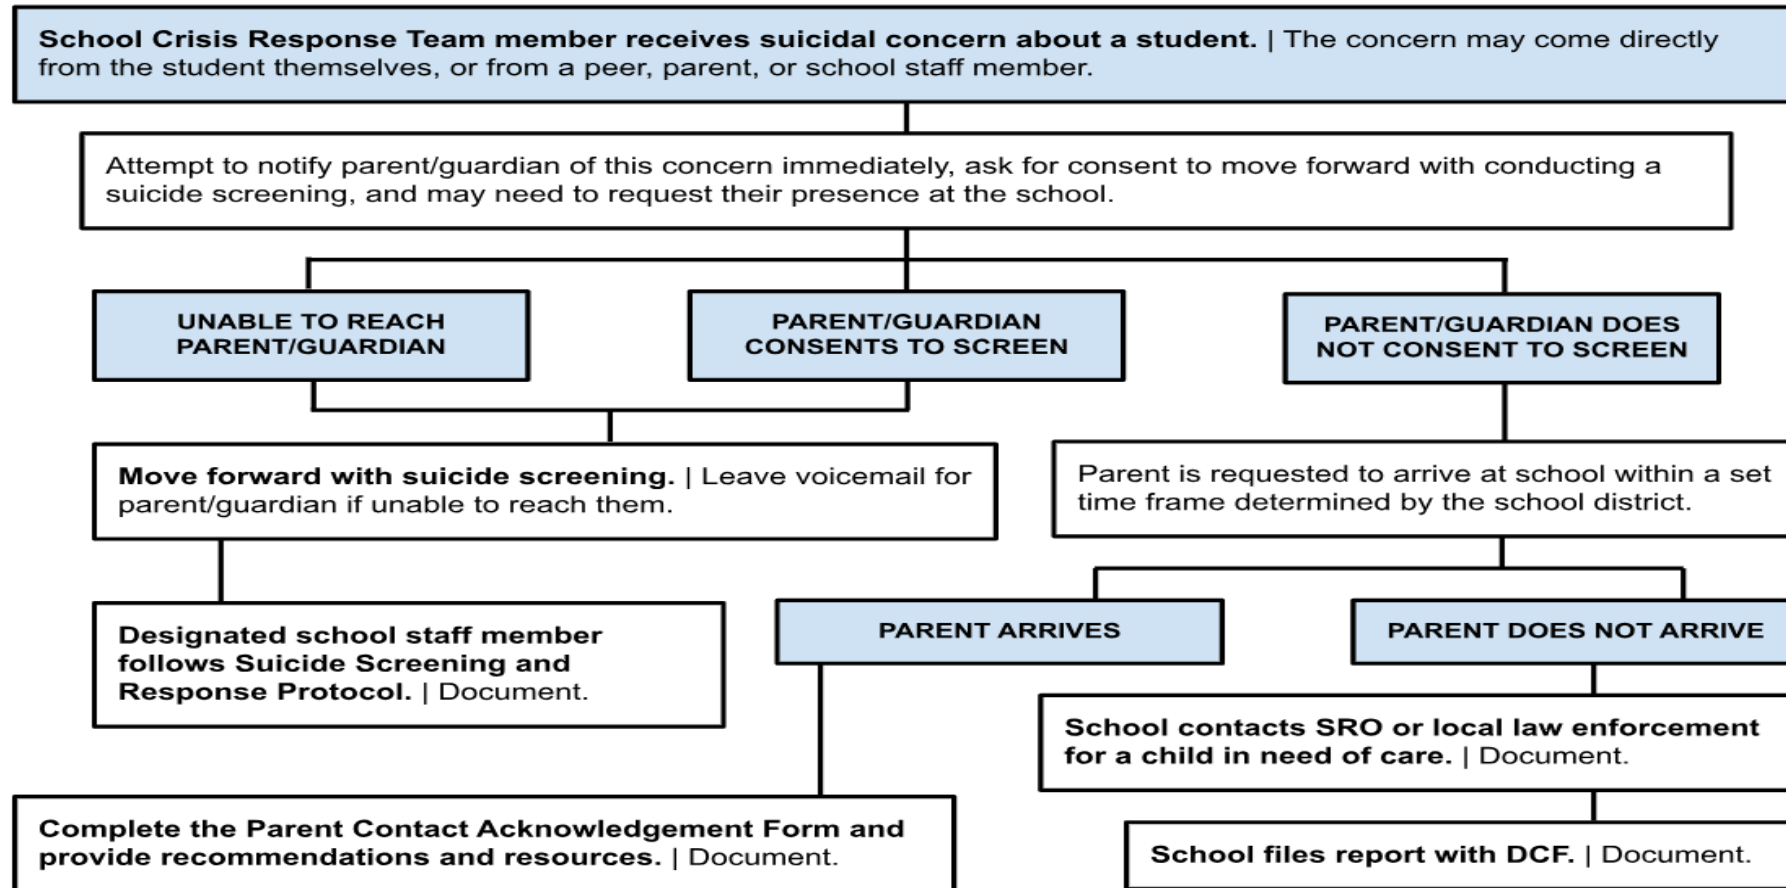 School Crisis Response Team member receives suicidal concern about a student. | The concern may come directly
from the student themselves, or from a peer, parent, or school staff member.
Attempt to notify parent/guardian of this concern immediately, ask for consent to move forward with conducting a
suicide screening, and may need to request their presence at the school.
UNABLE TO REACH
PARENT/GUARDIAN
PARENT/GUARDIAN
CONSENTS TO SCREEN
PARENT/GUARDIAN DOES
NOT CONSENT TO SCREEN
Move forward with suicide screening. | Leave voicemail for
parent/guardian if unable to reach them.
Parent is requested to arrive at school within a set
time frame determined by the school district.
Designated school staff member
follows Suicide Screening and
Response Protocol. | Document.
PARENT ARRIVES
PARENT DOES NOT ARRIVE
School contacts SRO or local law enforcement
for a child in need of care. | Document.
Complete the Parent Contact Acknowledgement Form and
provide recommendations and resources. | Document.
School files report with DCF. | Document.